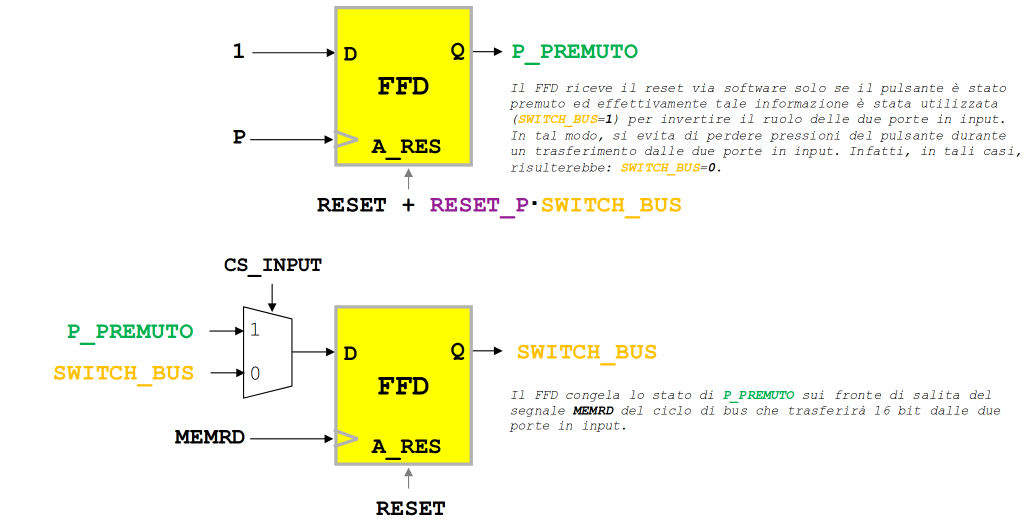 1
D
Q
P_PREMUTO
FFD
P
A_RES
Il FFD riceve il reset via software solo se il pulsante è stato
premuto ed effettivamente tale informazione è stata utilizzata
(SWITCH_BUS=1) per invertire il ruolo delle due porte in input.
In tal modo, si evita di perdere pressioni del pulsante durante
un trasferimento dalle due porte in input. Infatti, in tali casi,
risulterebbe: SWITCH_BUS=0.
RESET + RESET_P·SWITCH_BUS
CS_INPUT
P_PREMUTO
1
SWITCH_BUS
0
D
Q
SWITCH_BUS
FFD
MEMRD
A_RES
Il FFD congela lo stato di P_PREMUTO sui fronte di salita del
segnale MEMRD del ciclo di bus che trasferirà 16 bit dalle due
porte in input.
RESET